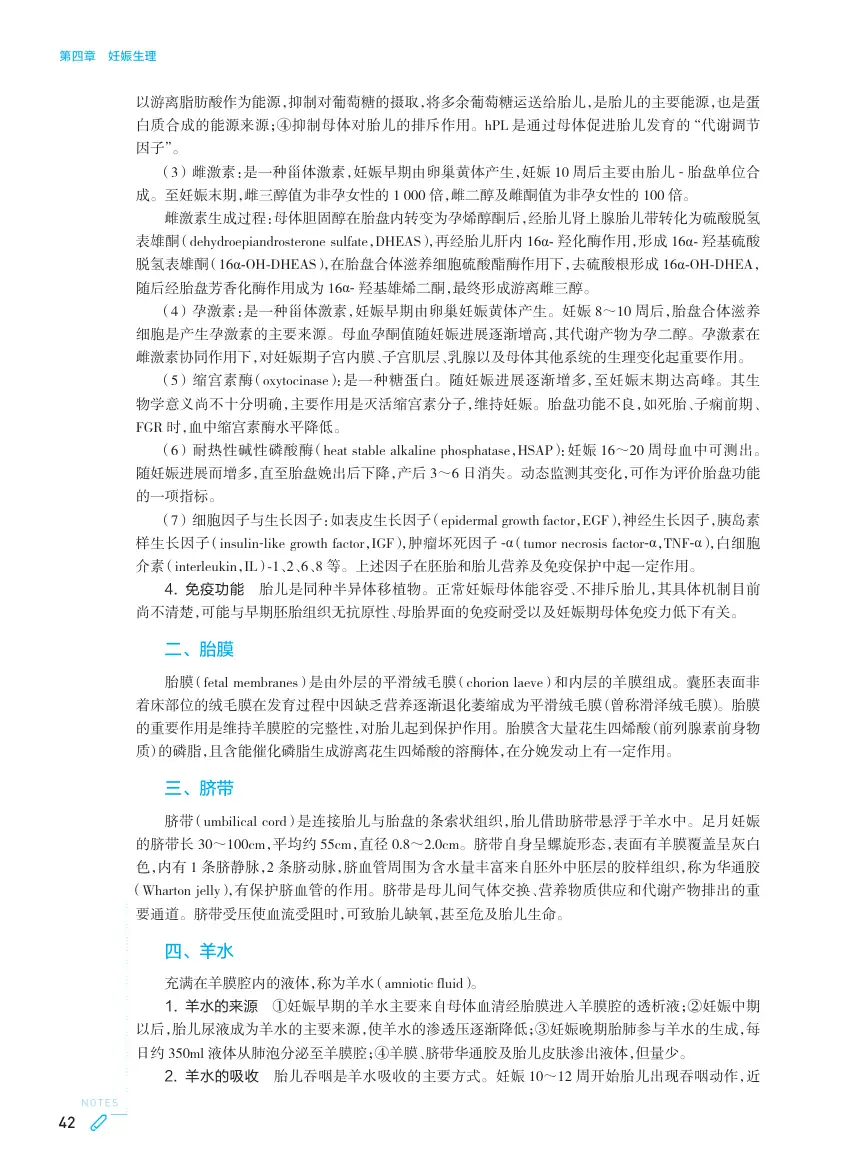 第四章 妊娠生理
以游离脂肪酸作为能源,抑制对葡萄糖的摄取,将多余葡萄糖运送给胎儿,是胎儿的主要能源,也是蛋
白质合成的能源来源;④抑制母体对胎儿的排斥作用。hPL 是通过母体促进胎儿发育的 “代谢调节
因子”。
(3)雌激素:是一种甾体激素,妊娠早期由卵巢黄体产生,妊娠 10 周后主要由胎儿 - 胎盘单位合
成。至妊娠末期,雌三醇值为非孕女性的 1 000 倍,雌二醇及雌酮值为非孕女性的 100 倍。
雌激素生成过程:母体胆固醇在胎盘内转变为孕烯醇酮后,经胎儿肾上腺胎儿带转化为硫酸脱氢
表雄酮(dehydroepiandrosterone sulfate,DHEAS),再经胎儿肝内 16α- 羟化酶作用,形成 16α- 羟基硫酸
脱氢表雄酮(16α-OH-DHEAS),在胎盘合体滋养细胞硫酸酯酶作用下,去硫酸根形成 16α-OH-DHEA,
随后经胎盘芳香化酶作用成为 16α- 羟基雄烯二酮,最终形成游离雌三醇。
(4)孕激素:是一种甾体激素,妊娠早期由卵巢妊娠黄体产生。妊娠 8～10 周后,胎盘合体滋养
细胞是产生孕激素的主要来源。母血孕酮值随妊娠进展逐渐增高,其代谢产物为孕二醇。孕激素在
雌激素协同作用下,对妊娠期子宫内膜、子宫肌层、乳腺以及母体其他系统的生理变化起重要作用。
(5)缩宫素酶(oxytocinase):是一种糖蛋白。随妊娠进展逐渐增多,至妊娠末期达高峰。其生
物学意义尚不十分明确,主要作用是灭活缩宫素分子,维持妊娠。胎盘功能不良,如死胎、子痫前期、
FGR 时,血中缩宫素酶水平降低。
(6)耐热性碱性磷酸酶(heat stable alkaline phosphatase,HSAP):妊娠 16～20 周母血中可测出。
随妊娠进展而增多,直至胎盘娩出后下降,产后 3～6 日消失。动态监测其变化,可作为评价胎盘功能
的一项指标。
(7)细胞因子与生长因子:如表皮生长因子(epidermal growth factor,EGF),神经生长因子,胰岛素
样生长因子(insulin-like growth factor,IGF),肿瘤坏死因子 -α(tumor necrosis factor-α,TNF-α),白细胞
介素(interleukin,IL)-1、2、6、8 等。上述因子在胚胎和胎儿营养及免疫保护中起一定作用。
4. 免疫功能 胎儿是同种半异体移植物。正常妊娠母体能容受、不排斥胎儿,其具体机制目前
尚不清楚,可能与早期胚胎组织无抗原性、母胎界面的免疫耐受以及妊娠期母体免疫力低下有关。
二、胎膜
胎膜(fetal membranes)是由外层的平滑绒毛膜(chorion laeve)和内层的羊膜组成。囊胚表面非
着床部位的绒毛膜在发育过程中因缺乏营养逐渐退化萎缩成为平滑绒毛膜(曾称滑泽绒毛膜)。胎膜
的重要作用是维持羊膜腔的完整性,对胎儿起到保护作用。胎膜含大量花生四烯酸(前列腺素前身物
质)的磷脂,且含能催化磷脂生成游离花生四烯酸的溶酶体,在分娩发动上有一定作用。
三、脐带
脐带(umbilical cord)是连接胎儿与胎盘的条索状组织,胎儿借助脐带悬浮于羊水中。足月妊娠
的脐带长 30～100cm,平均约 55cm,直径 0.8～2.0cm。脐带自身呈螺旋形态,表面有羊膜覆盖呈灰白
色,内有 1 条脐静脉,2 条脐动脉,脐血管周围为含水量丰富来自胚外中胚层的胶样组织,称为华通胶
(Wharton jelly),有保护脐血管的作用。脐带是母儿间气体交换、营养物质供应和代谢产物排出的重
要通道。脐带受压使血流受阻时,可致胎儿缺氧,甚至危及胎儿生命。
四、羊水
充满在羊膜腔内的液体,称为羊水(amniotic fluid)。
1. 羊水的来源 ①妊娠早期的羊水主要来自母体血清经胎膜进入羊膜腔的透析液;②妊娠中期
以后,胎儿尿液成为羊水的主要来源,使羊水的渗透压逐渐降低;③妊娠晚期胎肺参与羊水的生成,每
日约 350ml 液体从肺泡分泌至羊膜腔;④羊膜、脐带华通胶及胎儿皮肤渗出液体,但量少。
2. 羊水的吸收 胎儿吞咽是羊水吸收的主要方式。妊娠 10～12 周开始胎儿出现吞咽动作,近
NOTES
42